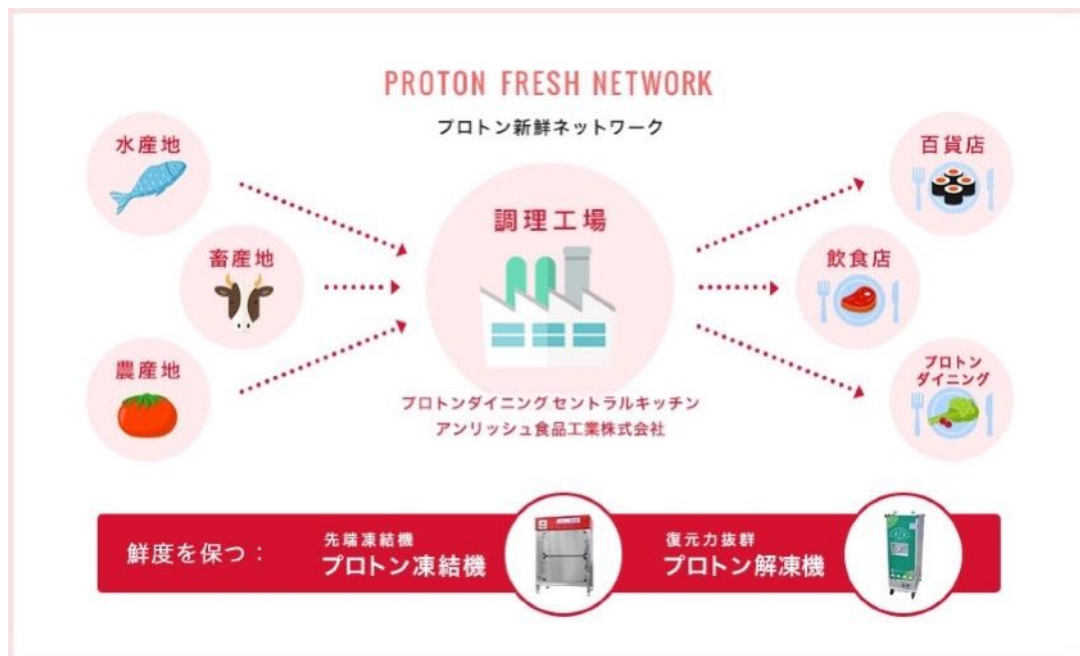 PROTON FRESH NETWORK
プロトン新鮮ネットワーク
水産地
畜産地
農産地
調理工場
プロトンダイニング セントラルキッチン
アンリッシュ食品工業株式会社
百貨店
飲食店
プロトン
ダイニング
鮮度を保つ：
先端凍結機
プロトン凍結機
復元力抜群
プロトン解凍機